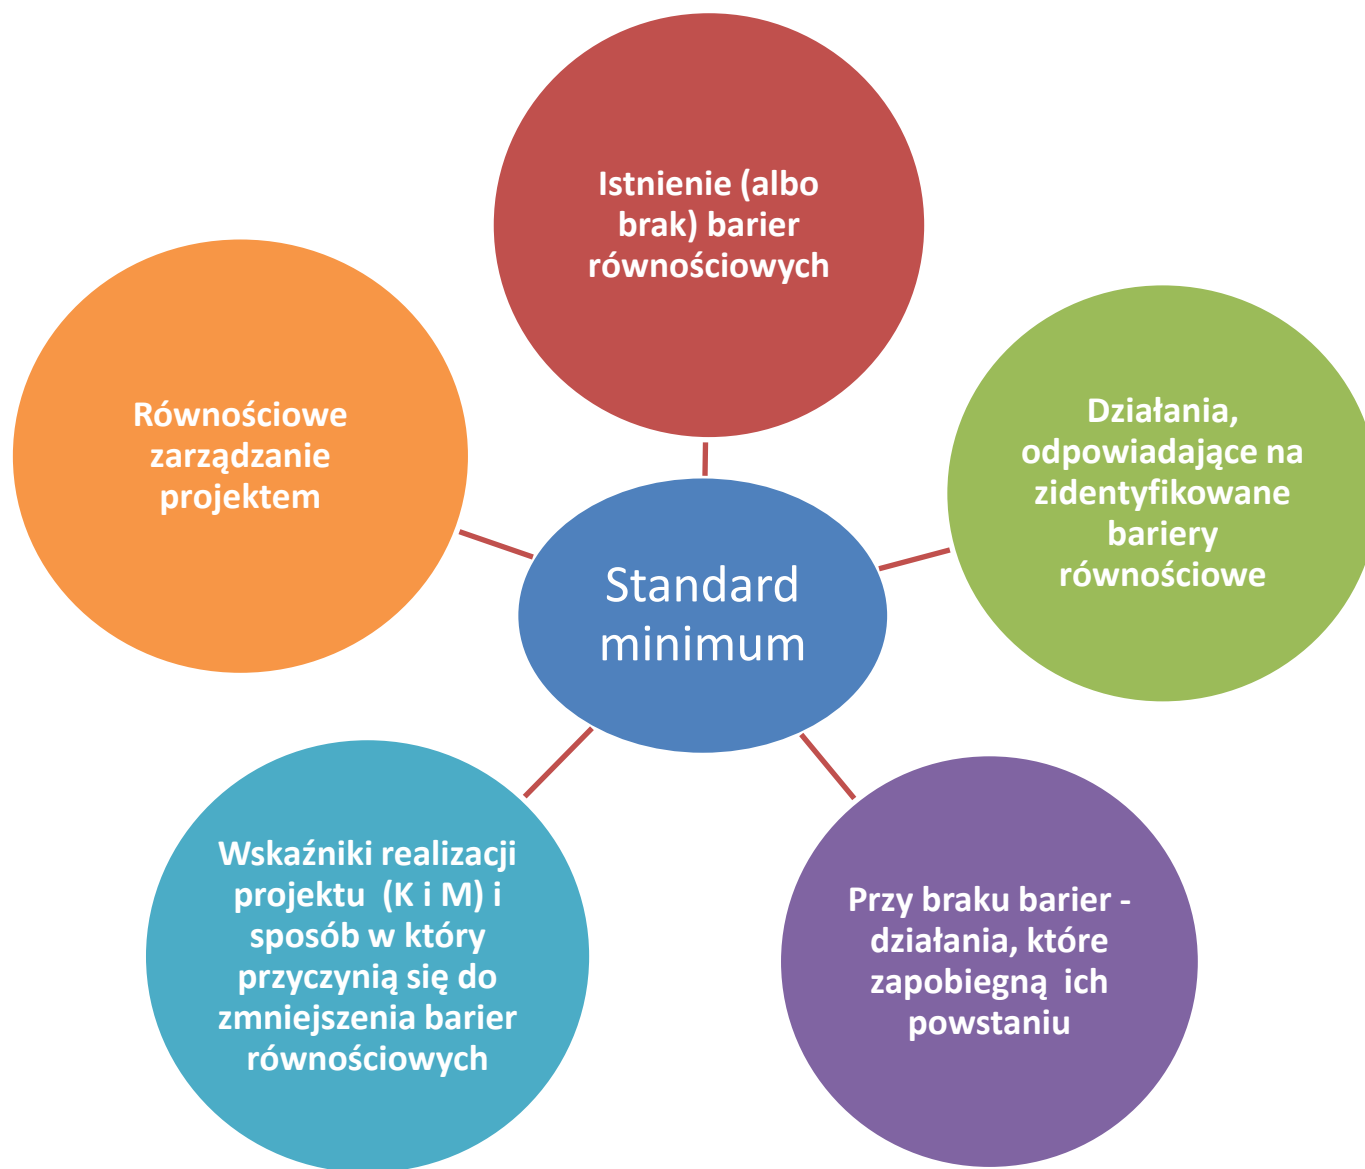 Istnienie (albo
brak) barier
równościowych
Działania,
odpowiadające na
zidentyfikowane
bariery
równościowe
Przy braku barier -
działania, które
zapobiegną  ich
powstaniu
Wskaźniki realizacji
projektu  (K i M) i
sposób w który
przyczynią się do
zmniejszenia barier
równościowych
Równościowe
zarządzanie
projektem
Standard
minimum